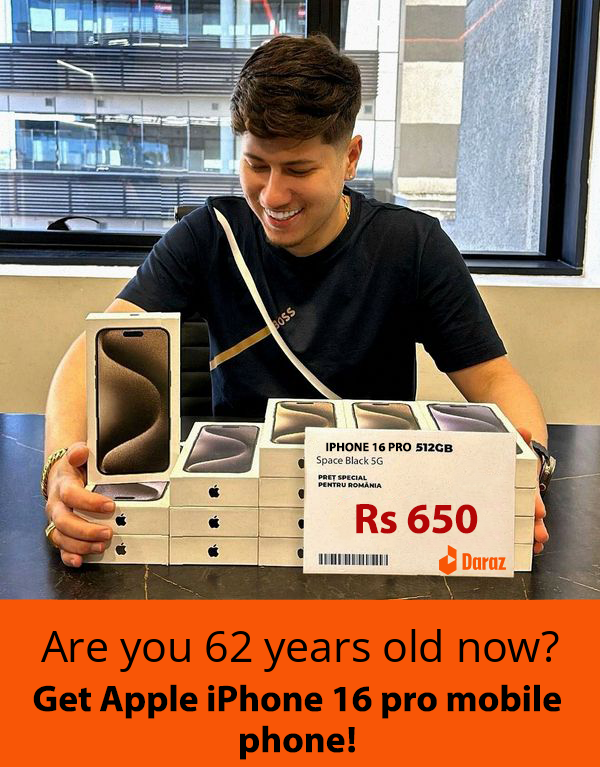 BOSS
IPHONE 16 PRO 512GB
Space Black 5G
PRET SPECIAL
PENTRU ROMÂNIA
Rs 650
Daraz
Are you 62 years old now?
Get Apple iPhone 16 pro mobile
phone!